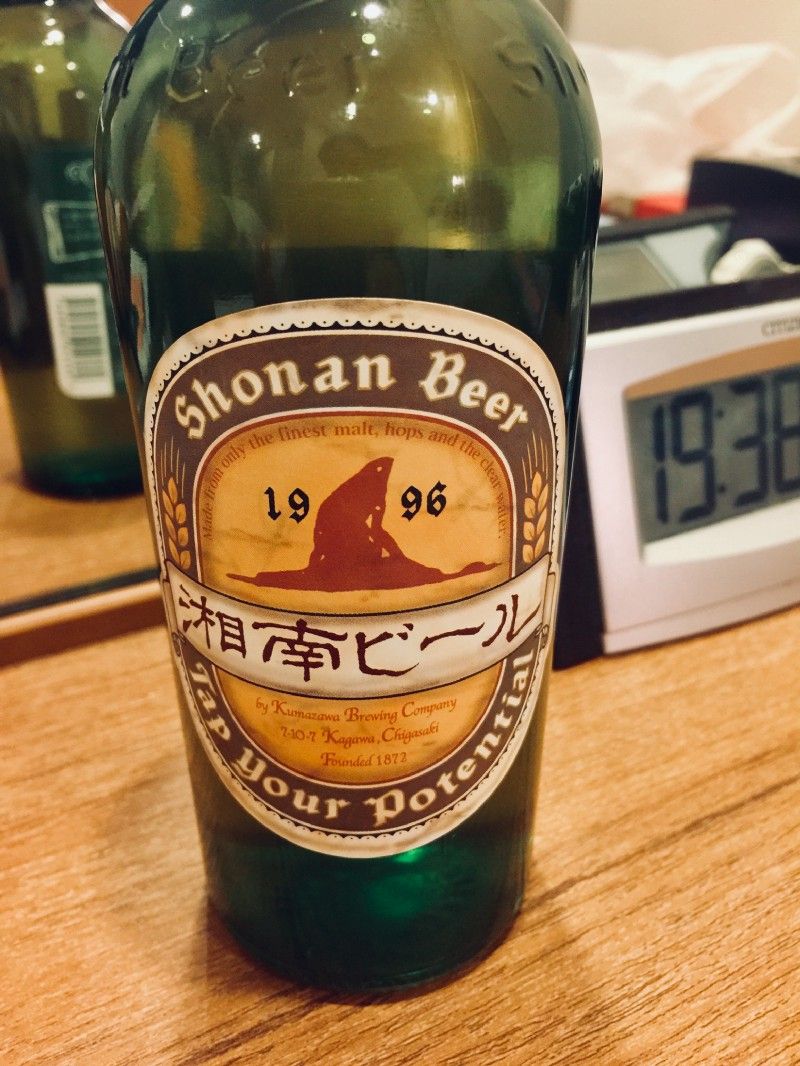 Beer
Shonan Beer
Made from only the finest malt, hops and the clear water.
19 96
湘南ビール
by Kumazawa Brewing Company
7-10-7 Kagawa, Chigasaki
Founded 1872
Tap Your Potential
19:38